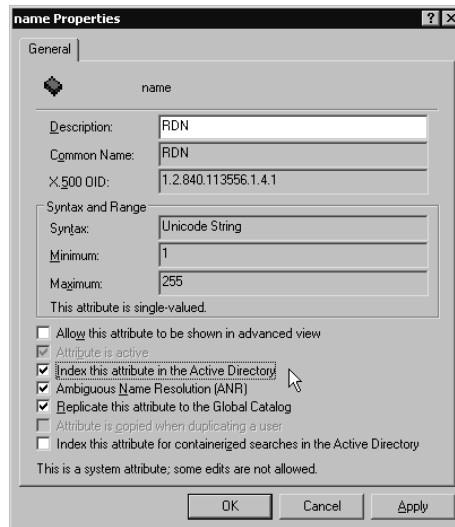 name Properties
General
name
Description: RDN
Common Name: RDN
X.500 OID: 1.2.840.113556.1.4.1
Syntax and Range
Syntax: Unicode String
Minimum: 1
Maximum: 255
This attribute is single-valued.
Allow this attribute to be shown in advanced view
Attribute is active
Index this attribute in the Active Directory
Ambiguous Name Resolution (ANR)
Replicate this attribute to the Global Catalog
Attribute is copied when duplicating a user
Index this attribute for containerized searches in the Active Directory
This is a system attribute; some edits are not allowed.
OK Cancel Apply